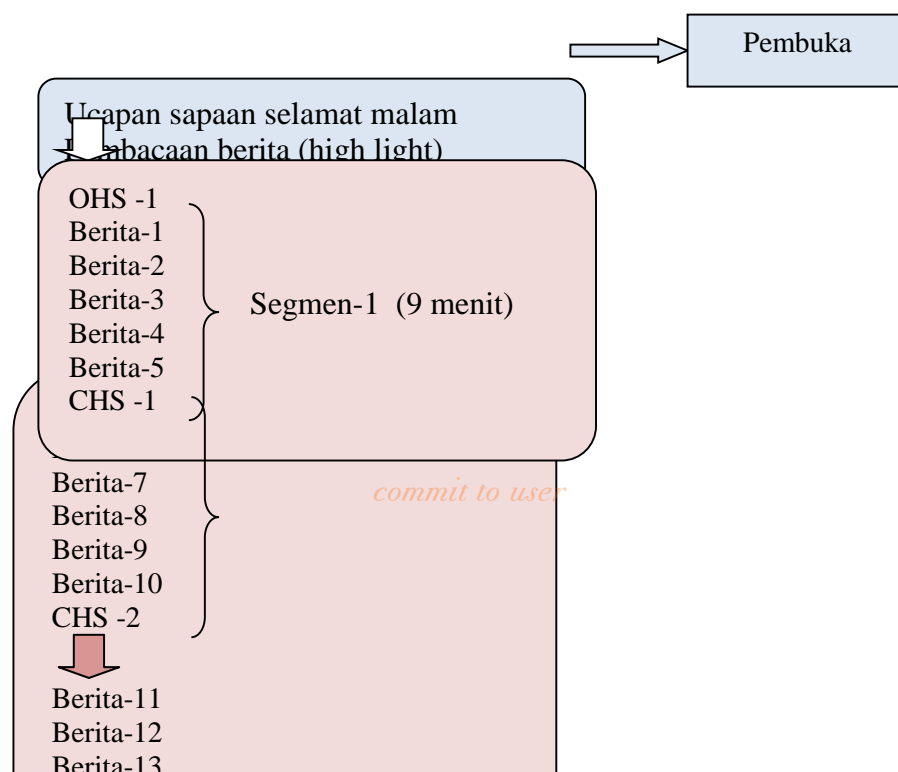 Pembuka
Ucapan sapaan selamat malam
berita (high light)
OHS -1
Berita-1
Berita-2
Berita-3
Segmen-1 (9 menit)
Berita-4
Berita-5
CHS -1
Berita-7
commit to user
Berita-8
Berita-9
Berita-10
CHS -2
Berita-11
Berita-12
Berita-13